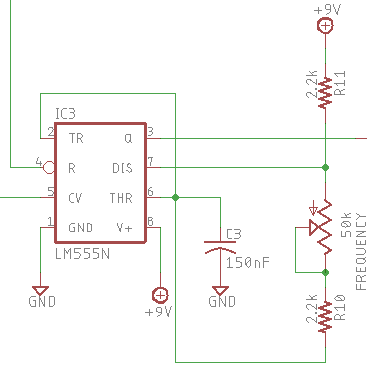 +9V
2.2k
R11
IC3
2 TR Q 3
4 R DIS 7
5 CV THR 6
1 GND V+ 8
LM555N
C3
150nF
50k
FREQUENCY
GND
+9V
GND
2.2k
R10